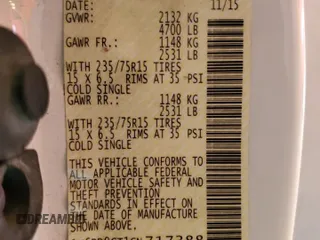 DATE: 11/15
GVWR: 2132 KG
4700 LB
GAWR FR.: 1148 KG
2531 LB
WITH 235/75R15 TIRES
15 X 6.5 RIMS AT 35 PSI
COLD SINGLE
GAWR RR.: 1148 KG
2531 LB
WITH 235/75R15 TIRES
15 X 6.5 RIMS AT 35 PSI
COLD SINGLE
THIS VEHICLE CONFORMS TO
ALL APPLICABLE FEDERAL
MOTOR VEHICLE SAFETY AND
THEFT PREVENTION
STANDARDS IN EFFECT ON
THE DATE OF MANUFACTURE
SHOWN ABOVE.
717388
DREAMBID